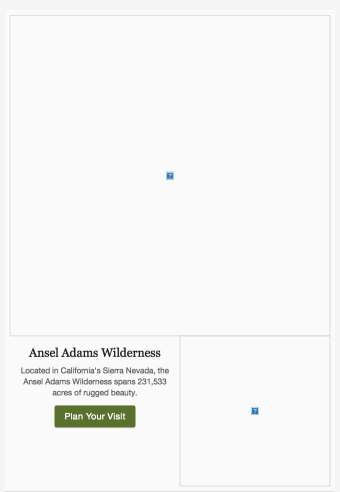 Ansel Adams Wilderness
Located in California's Sierra Nevada, the
Ansel Adams Wilderness spans 231,533
acres of rugged beauty.
Plan Your Visit